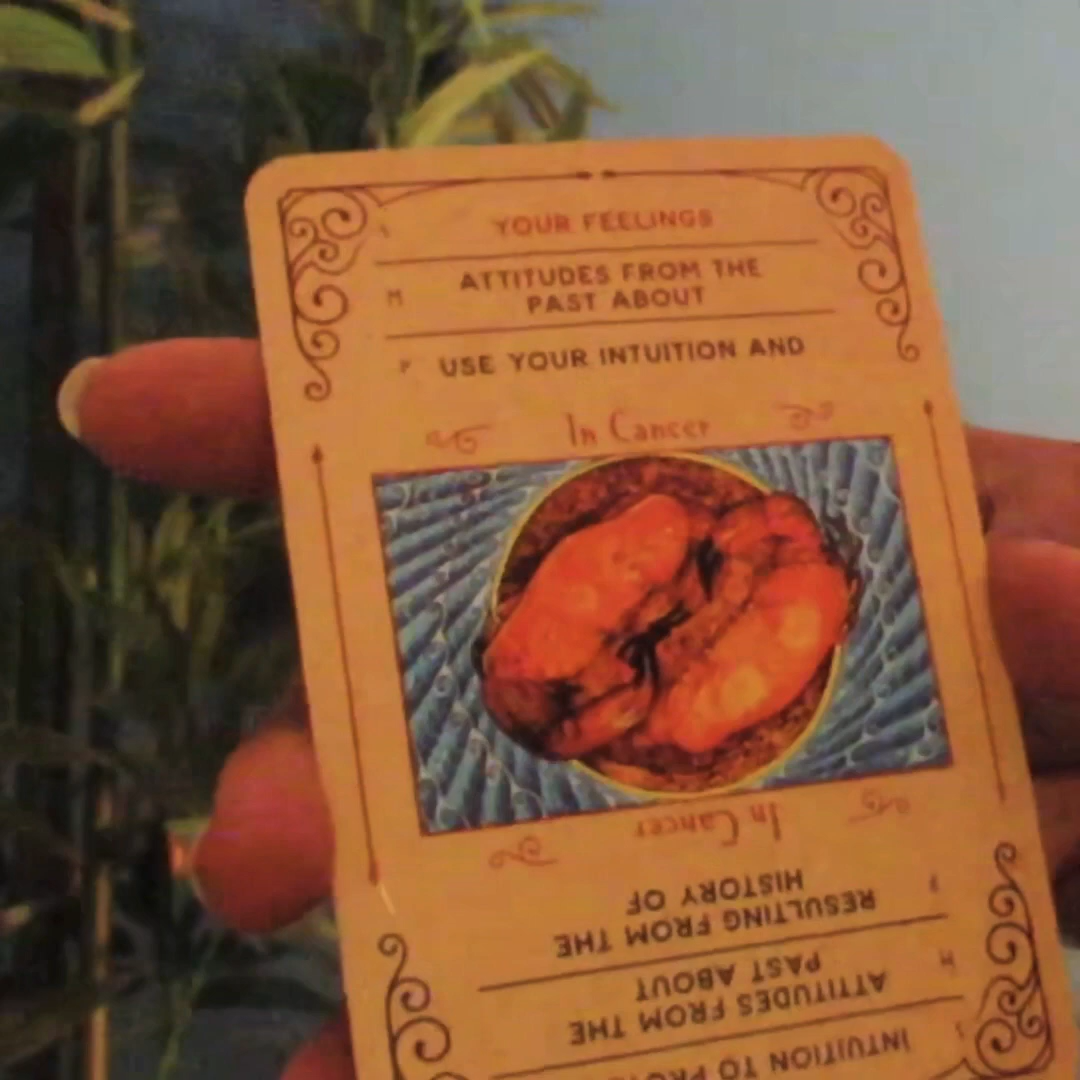 YOUR FEELINGS
M ATTITUDES FROM THE
PAST ABOUT
P USE YOUR INTUITION AND
In Cancer
In Cancer
RESULTING FROM THE
HISTORY OF
M ATTITUDES FROM THE
PAST ABOUT
INTUITION TO